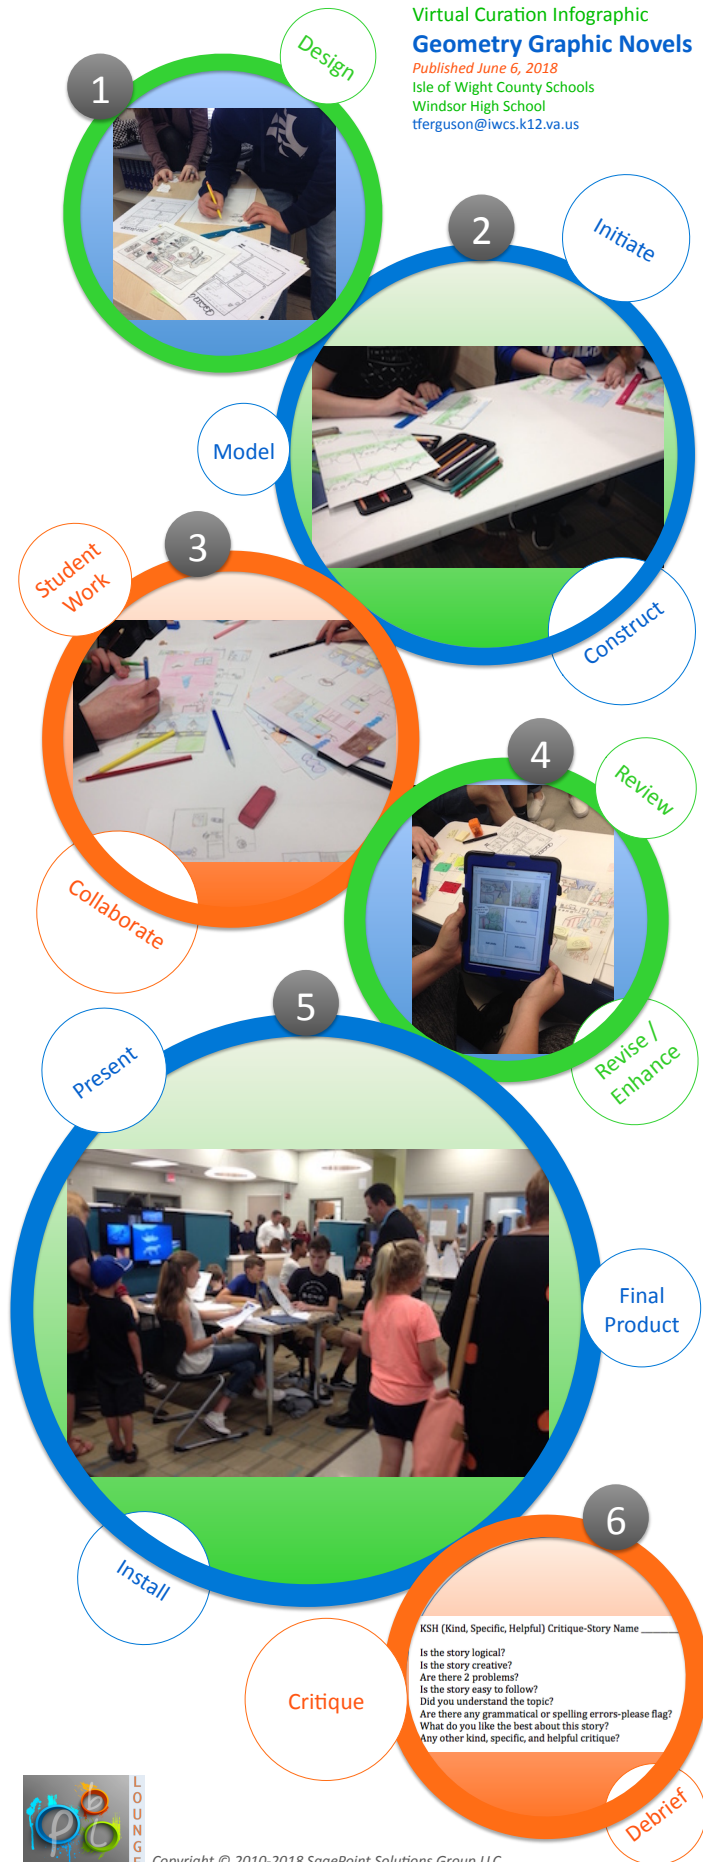 Virtual Curation Infographic
Geometry Graphic Novels
Published June 6, 2018
Isle of Wight County Schools
Windsor High School
tferguson@iwcs.k12.va.us
1
Design
2
Initiate
Model
Construct
3
Student
Work
Collaborate
4
Review
Revise /
Enhance
5
Present
Final
Product
Install
6
KSH (Kind, Specific, Helpful) Critique-Story Name ________
Is the story logical?
Is the story creative?
Are there 2 problems?
Is the story easy to follow?
Did you understand the topic?
Are there any grammatical or spelling errors-please flag?
What do you like the best about this story?
Any other kind, specific, and helpful critique?
Critique
Debrief
pbl
LOUNGE
Copyright © 2010-2018 SagePoint Solutions Group LLC